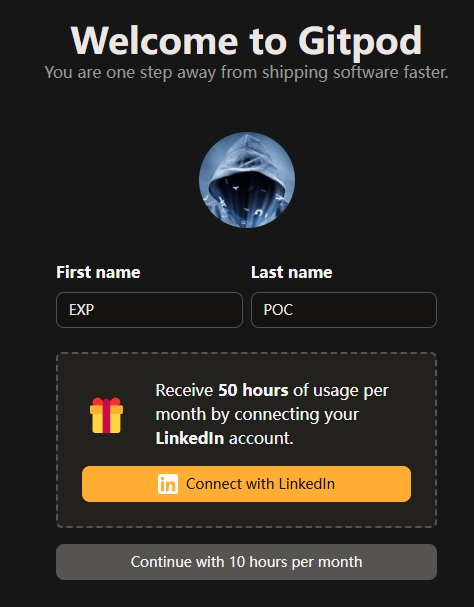 Welcome to Gitpod
You are one step away from shipping software faster.
First name
Last name
EXP
POC
Receive 50 hours of usage per
month by connecting your
LinkedIn account.
in Connect with LinkedIn
Continue with 10 hours per month